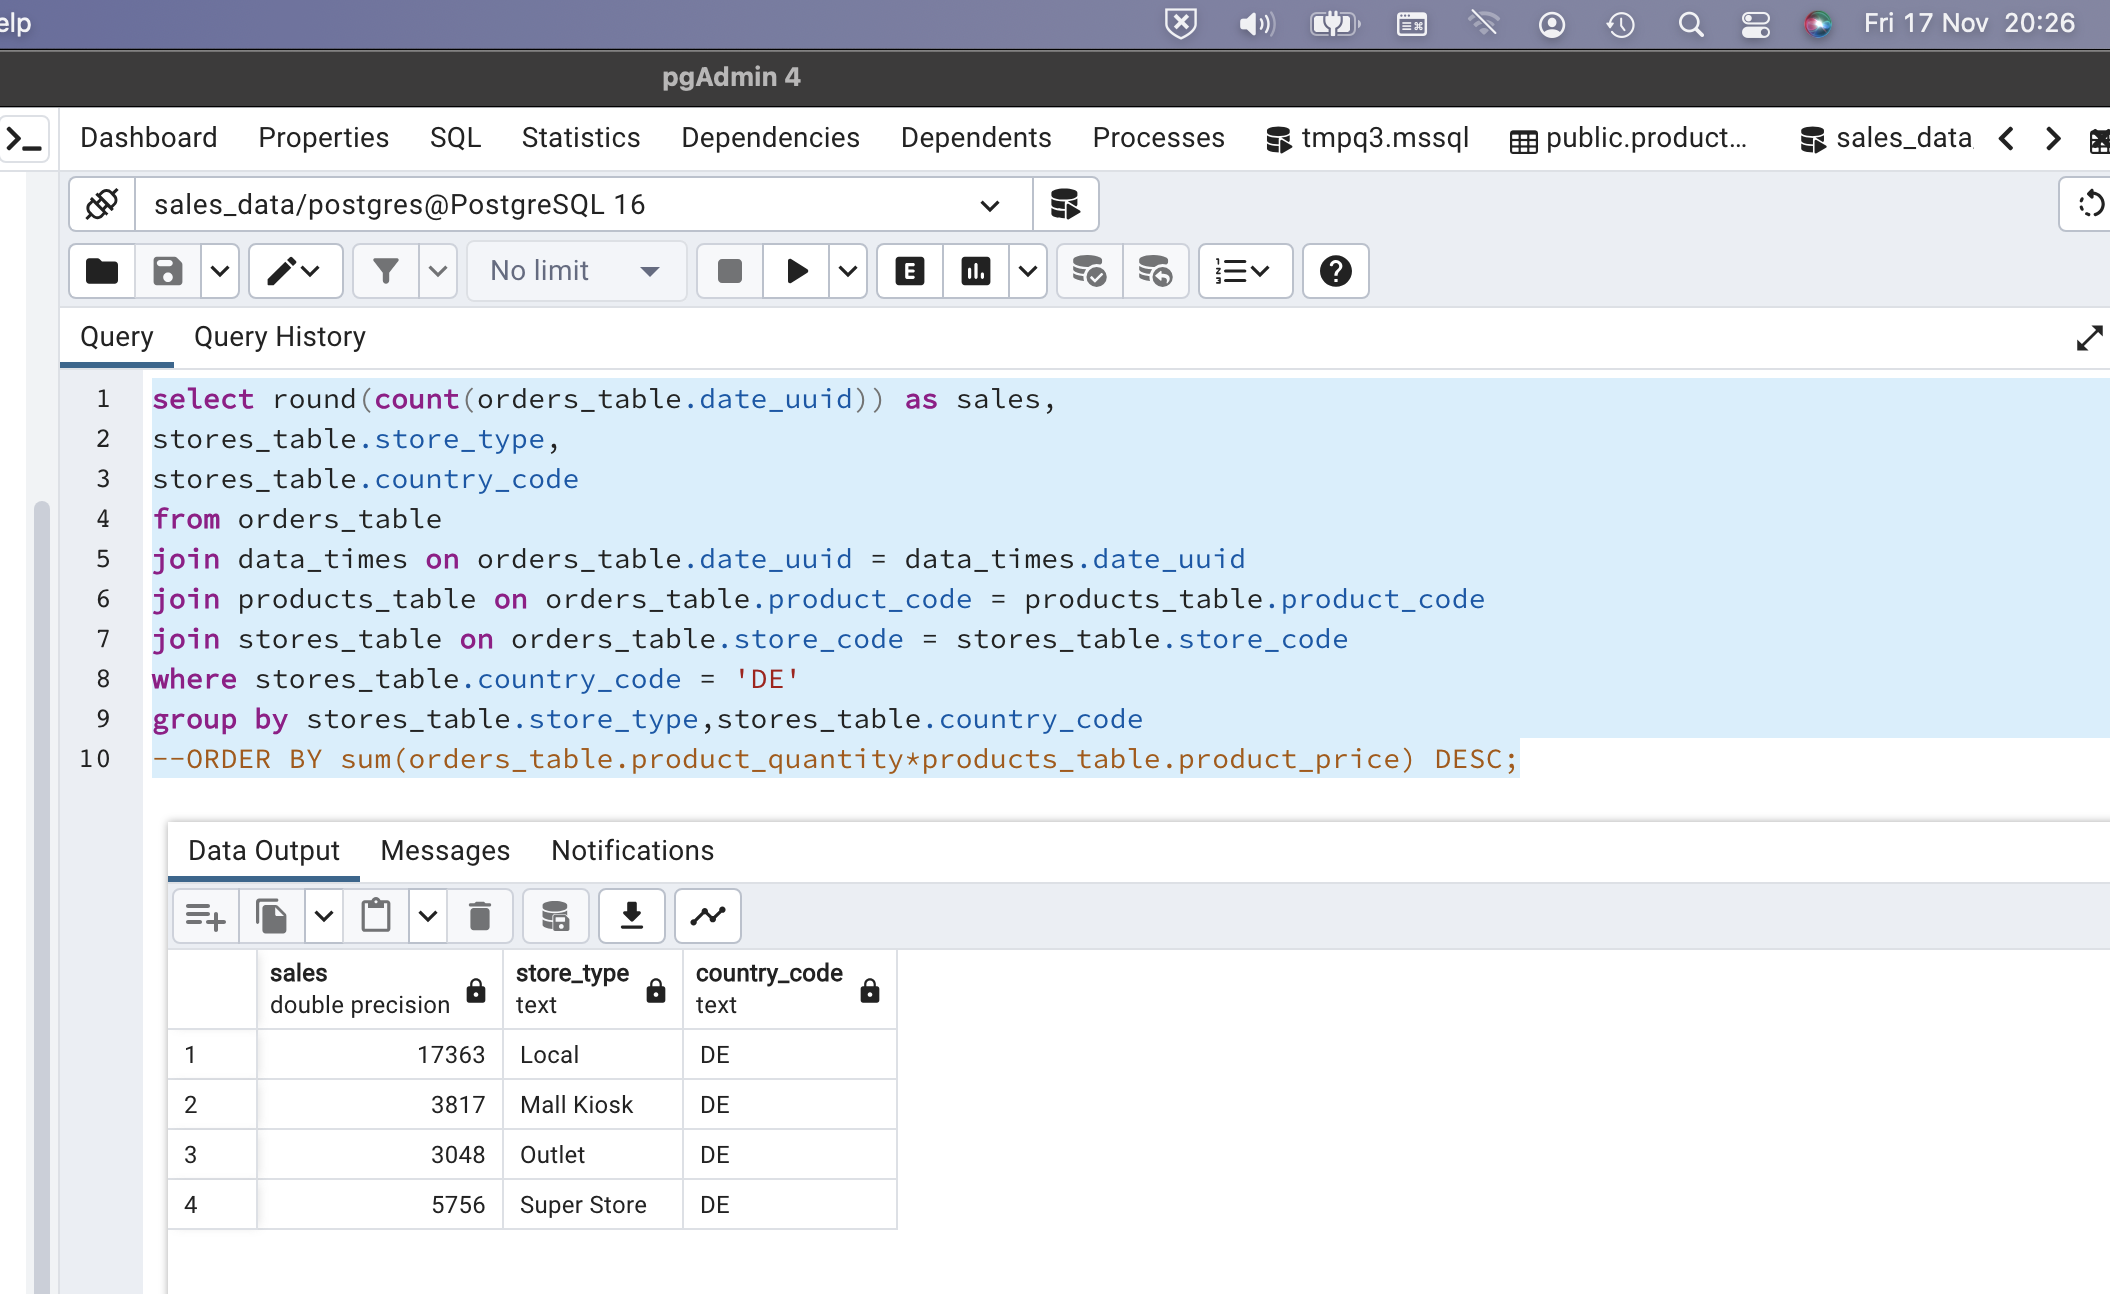 elp
Fri 17 Nov 20:26
pgAdmin 4
Dashboard Properties SQL Statistics Dependencies Dependents Processes tmpq3.mssql public.product... sales_data
sales_data/postgres@PostgreSQL 16
No limit
E
Query Query History
1 select round(count(orders_table.date_uuid)) as sales,
2 stores_table.store_type,
3 stores_table.country_code
4 from orders_table
5 join data_times on orders_table.date_uuid = data_times.date_uuid
6 join products_table on orders_table.product_code = products_table.product_code
7 join stores_table on orders_table.store_code = stores_table.store_code
8 where stores_table.country_code = 'DE'
9 group by stores_table.store_type,stores_table.country_code
10 --ORDER BY sum(orders_table.product_quantity*products_table.product_price) DESC;
Data Output Messages Notifications
sales store_type country_code
double precision text text
1 17363 Local DE
2 3817 Mall Kiosk DE
3 3048 Outlet DE
4 5756 Super Store DE